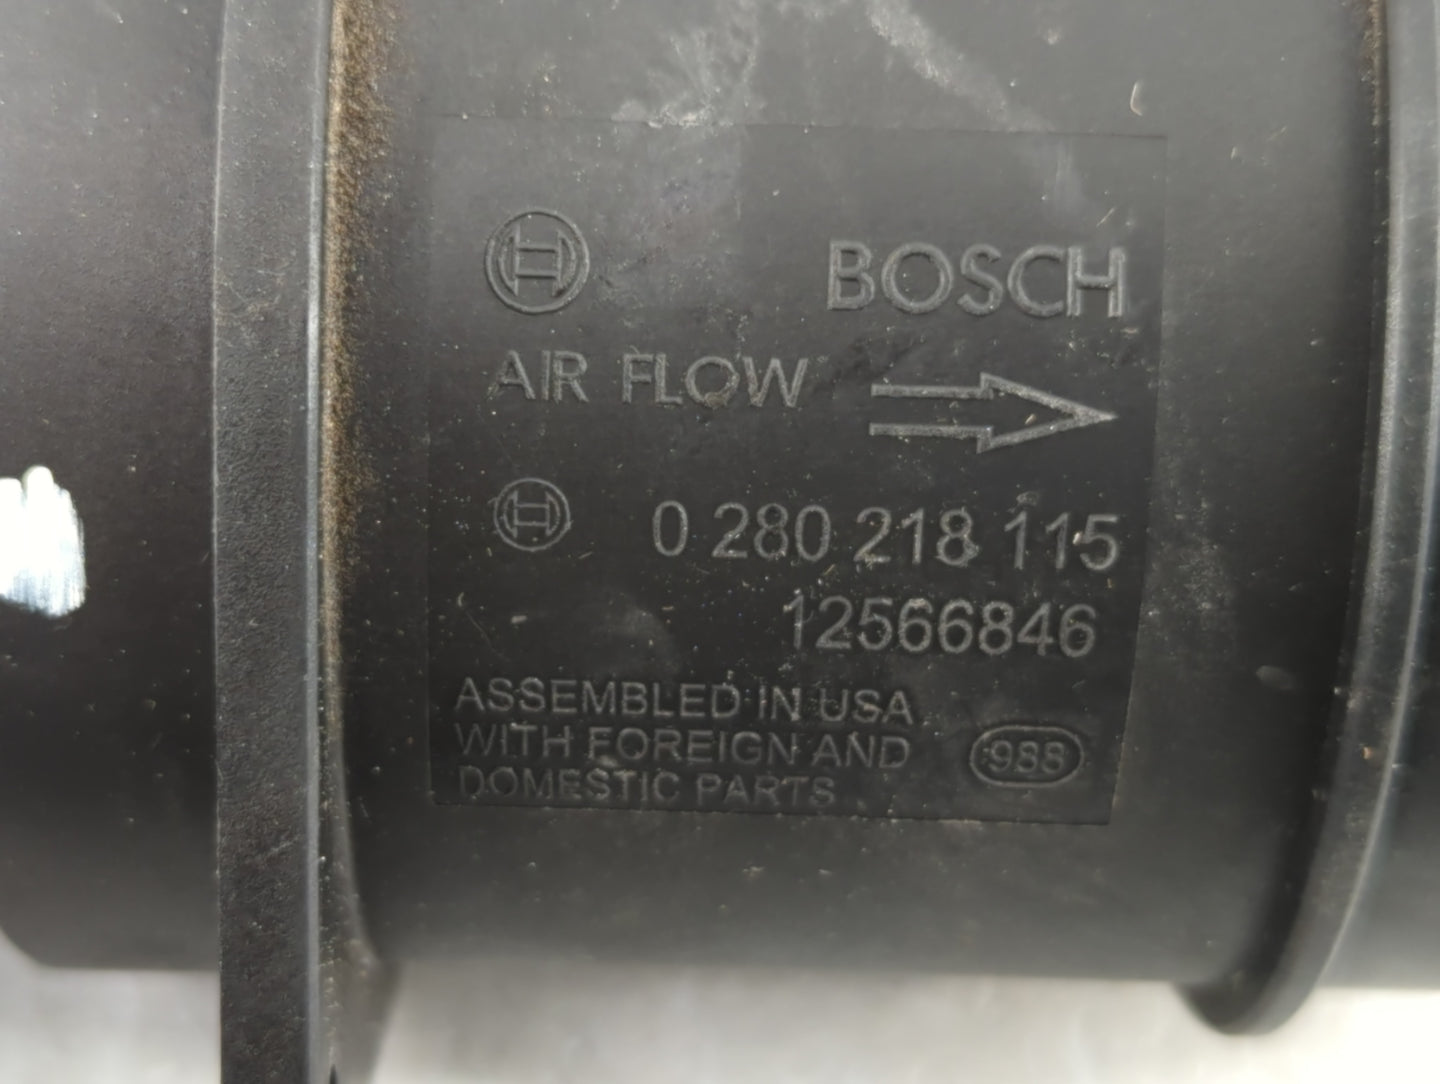 BOSCH
AIR FLOW
0 280 218 115
12566846
ASSEMBLED IN USA
WITH FOREIGN AND
DOMESTIC PARTS
988